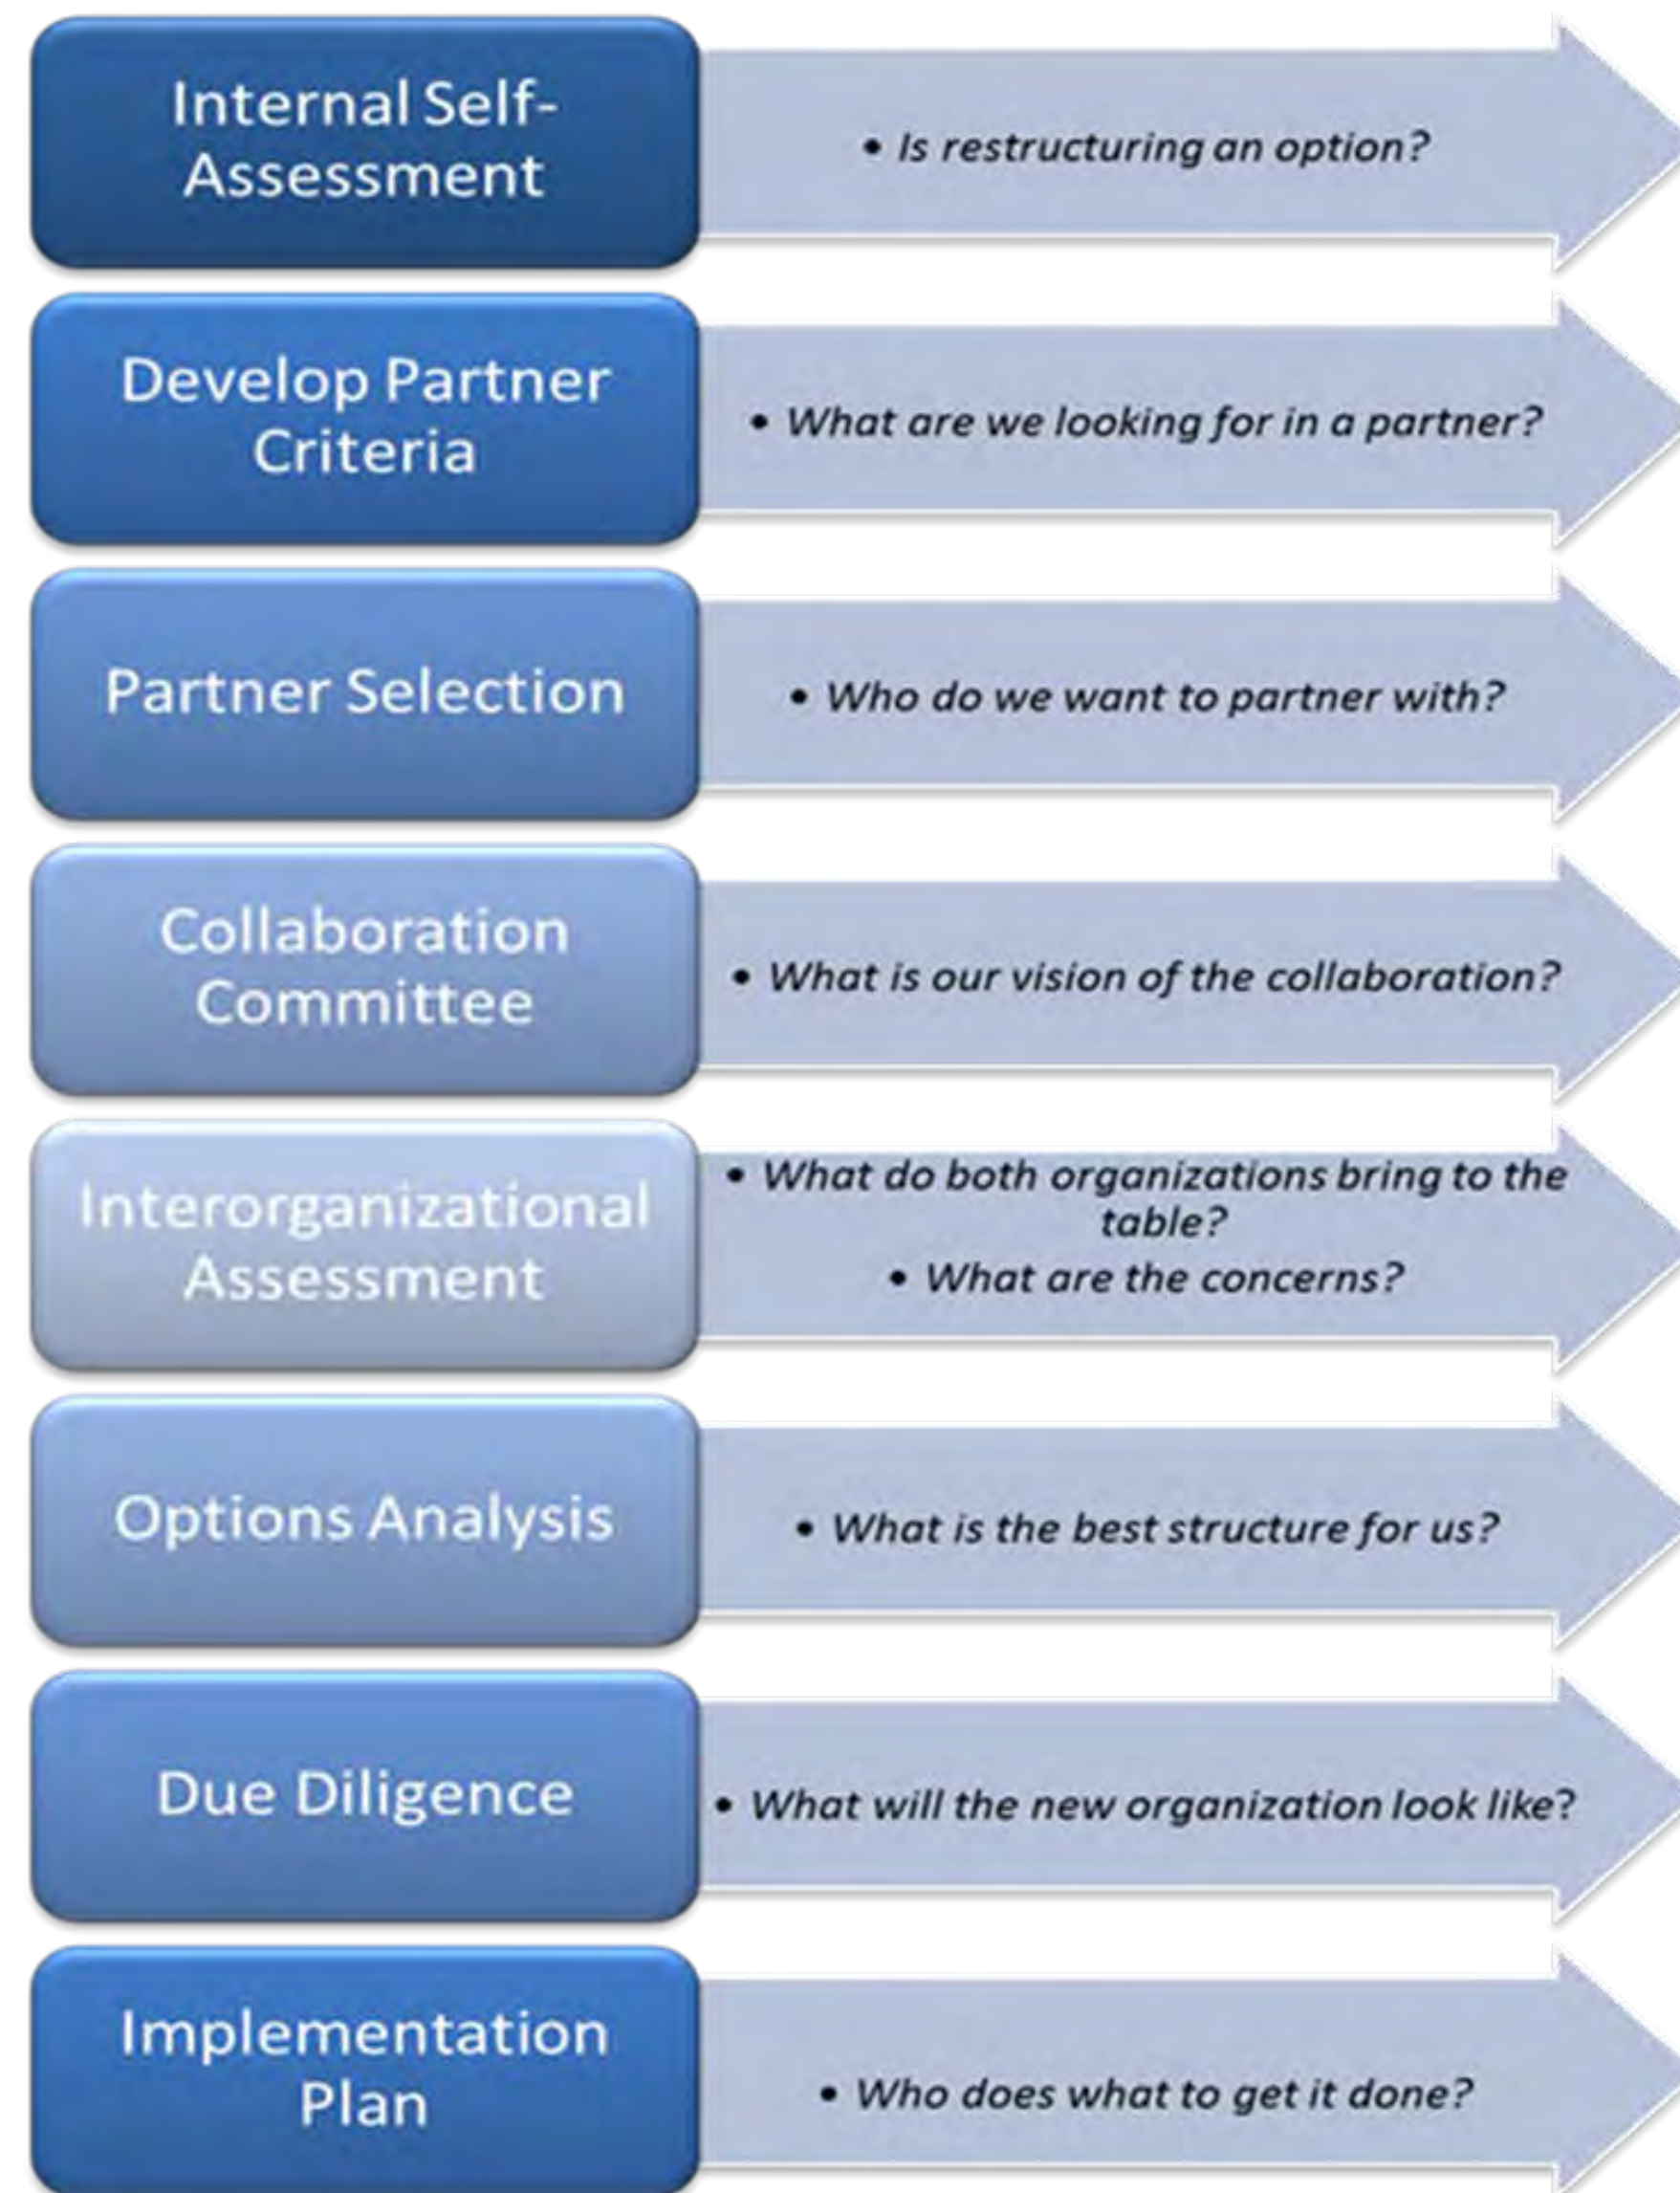 Internal Self-
Assessment
• Is restructuring an option?
Develop Partner
Criteria
• What are we looking for in a partner?
Partner Selection
• Who do we want to partner with?
Collaboration
Committee
• What is our vision of the collaboration?
Interorganizational
Assessment
• What do both organizations bring to the
table?
• What are the concerns?
Options Analysis
• What is the best structure for us?
Due Diligence
• What will the new organization look like?
Implementation
Plan
• Who does what to get it done?